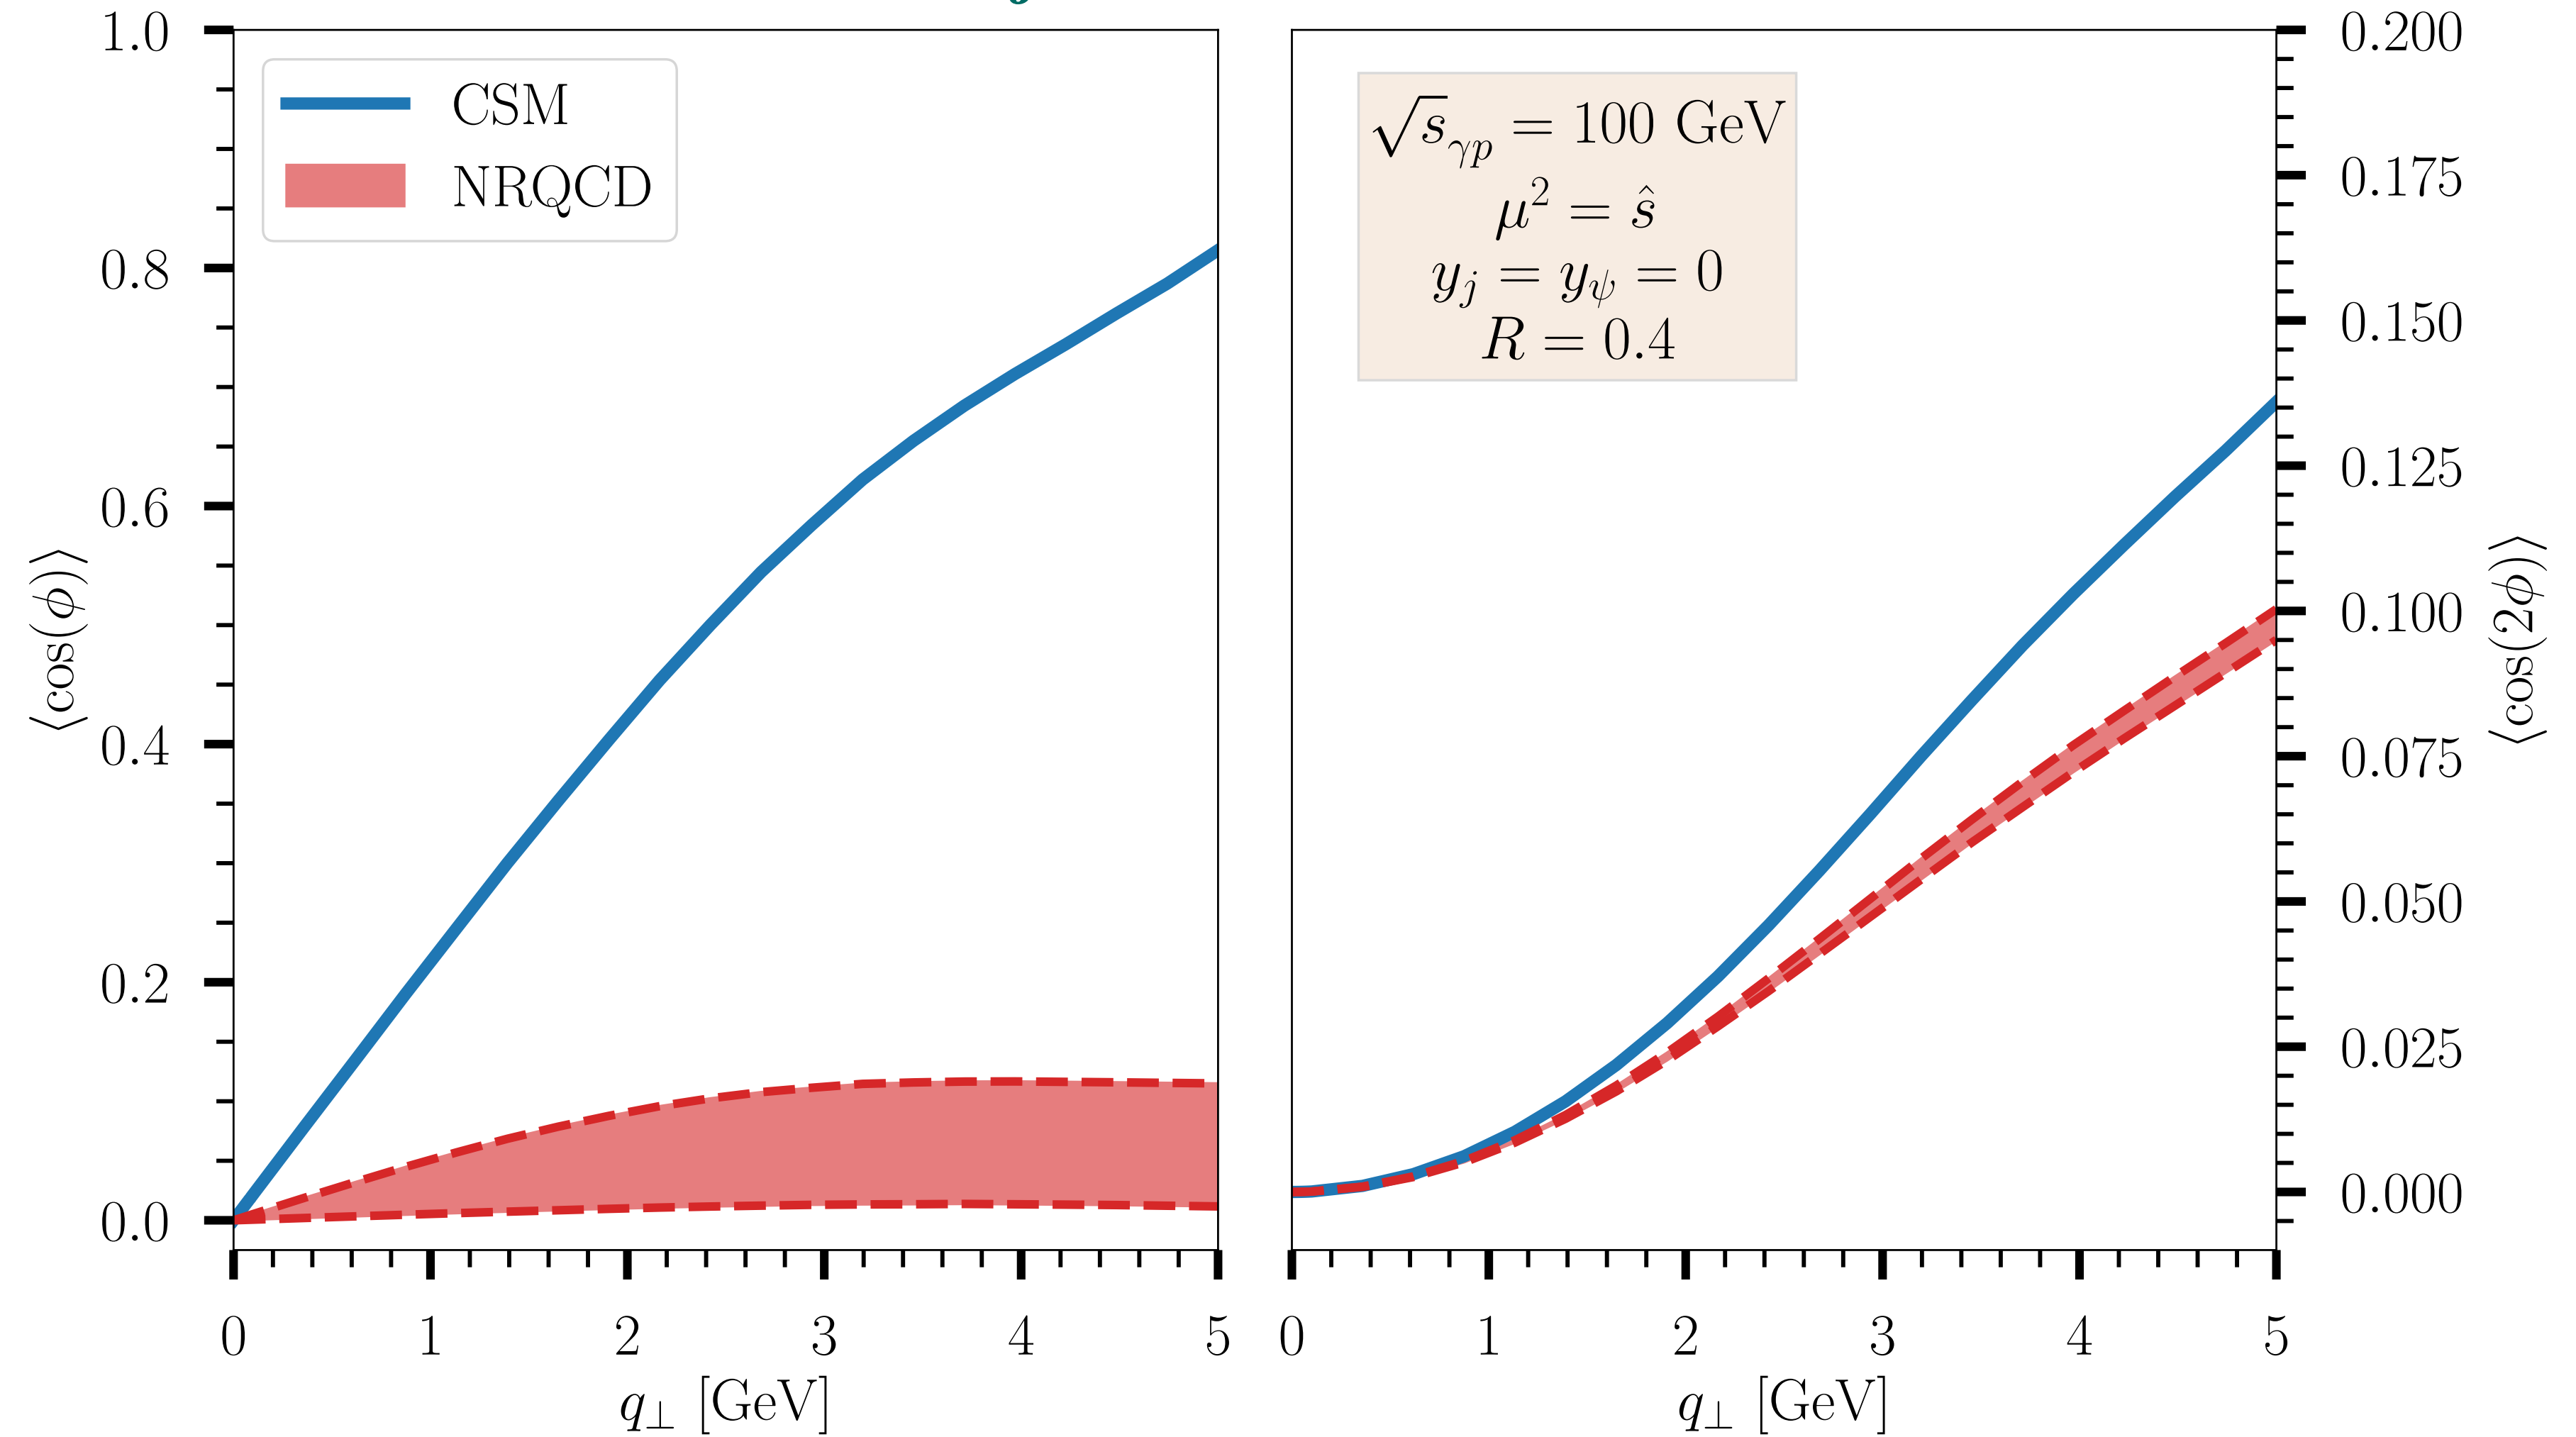 1.0
0.8
0.6
0.4
0.2
0.0
⟨cos(ϕ)⟩
CSM
NRQCD
0 1 2 3 4 5
q⊥ [GeV]
√s_γp = 100 GeV
μ² = ŝ
y_j = y_ψ = 0
R = 0.4
0.200
0.175
0.150
0.125
0.100
0.075
0.050
0.025
0.000
⟨cos(2ϕ)⟩
0 1 2 3 4 5
q⊥ [GeV]